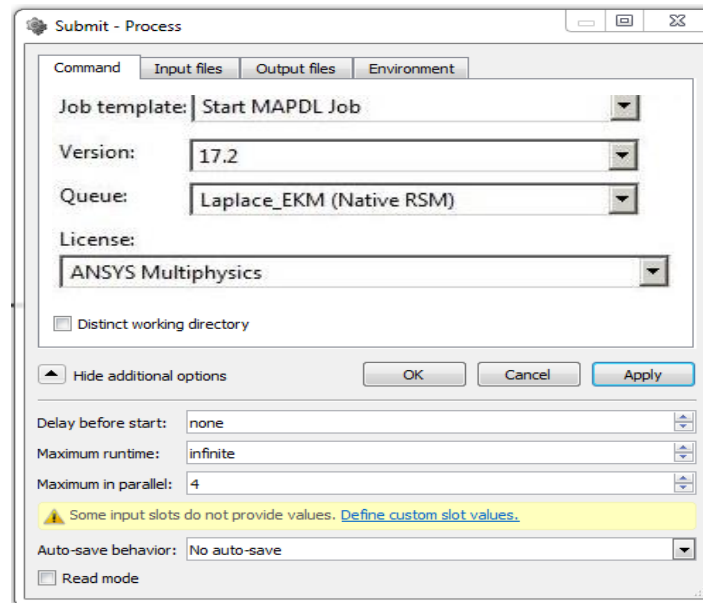 Submit - Process
Command Input files Output files Environment
Job template: Start MAPDL Job
Version: 17.2
Queue: Laplace_EKM (Native RSM)
License:
ANSYS Multiphysics
Distinct working directory
Hide additional options OK Cancel Apply
Delay before start: none
Maximum runtime: infinite
Maximum in parallel: 4
Some input slots do not provide values. Define custom slot values.
Auto-save behavior: No auto-save
Read mode